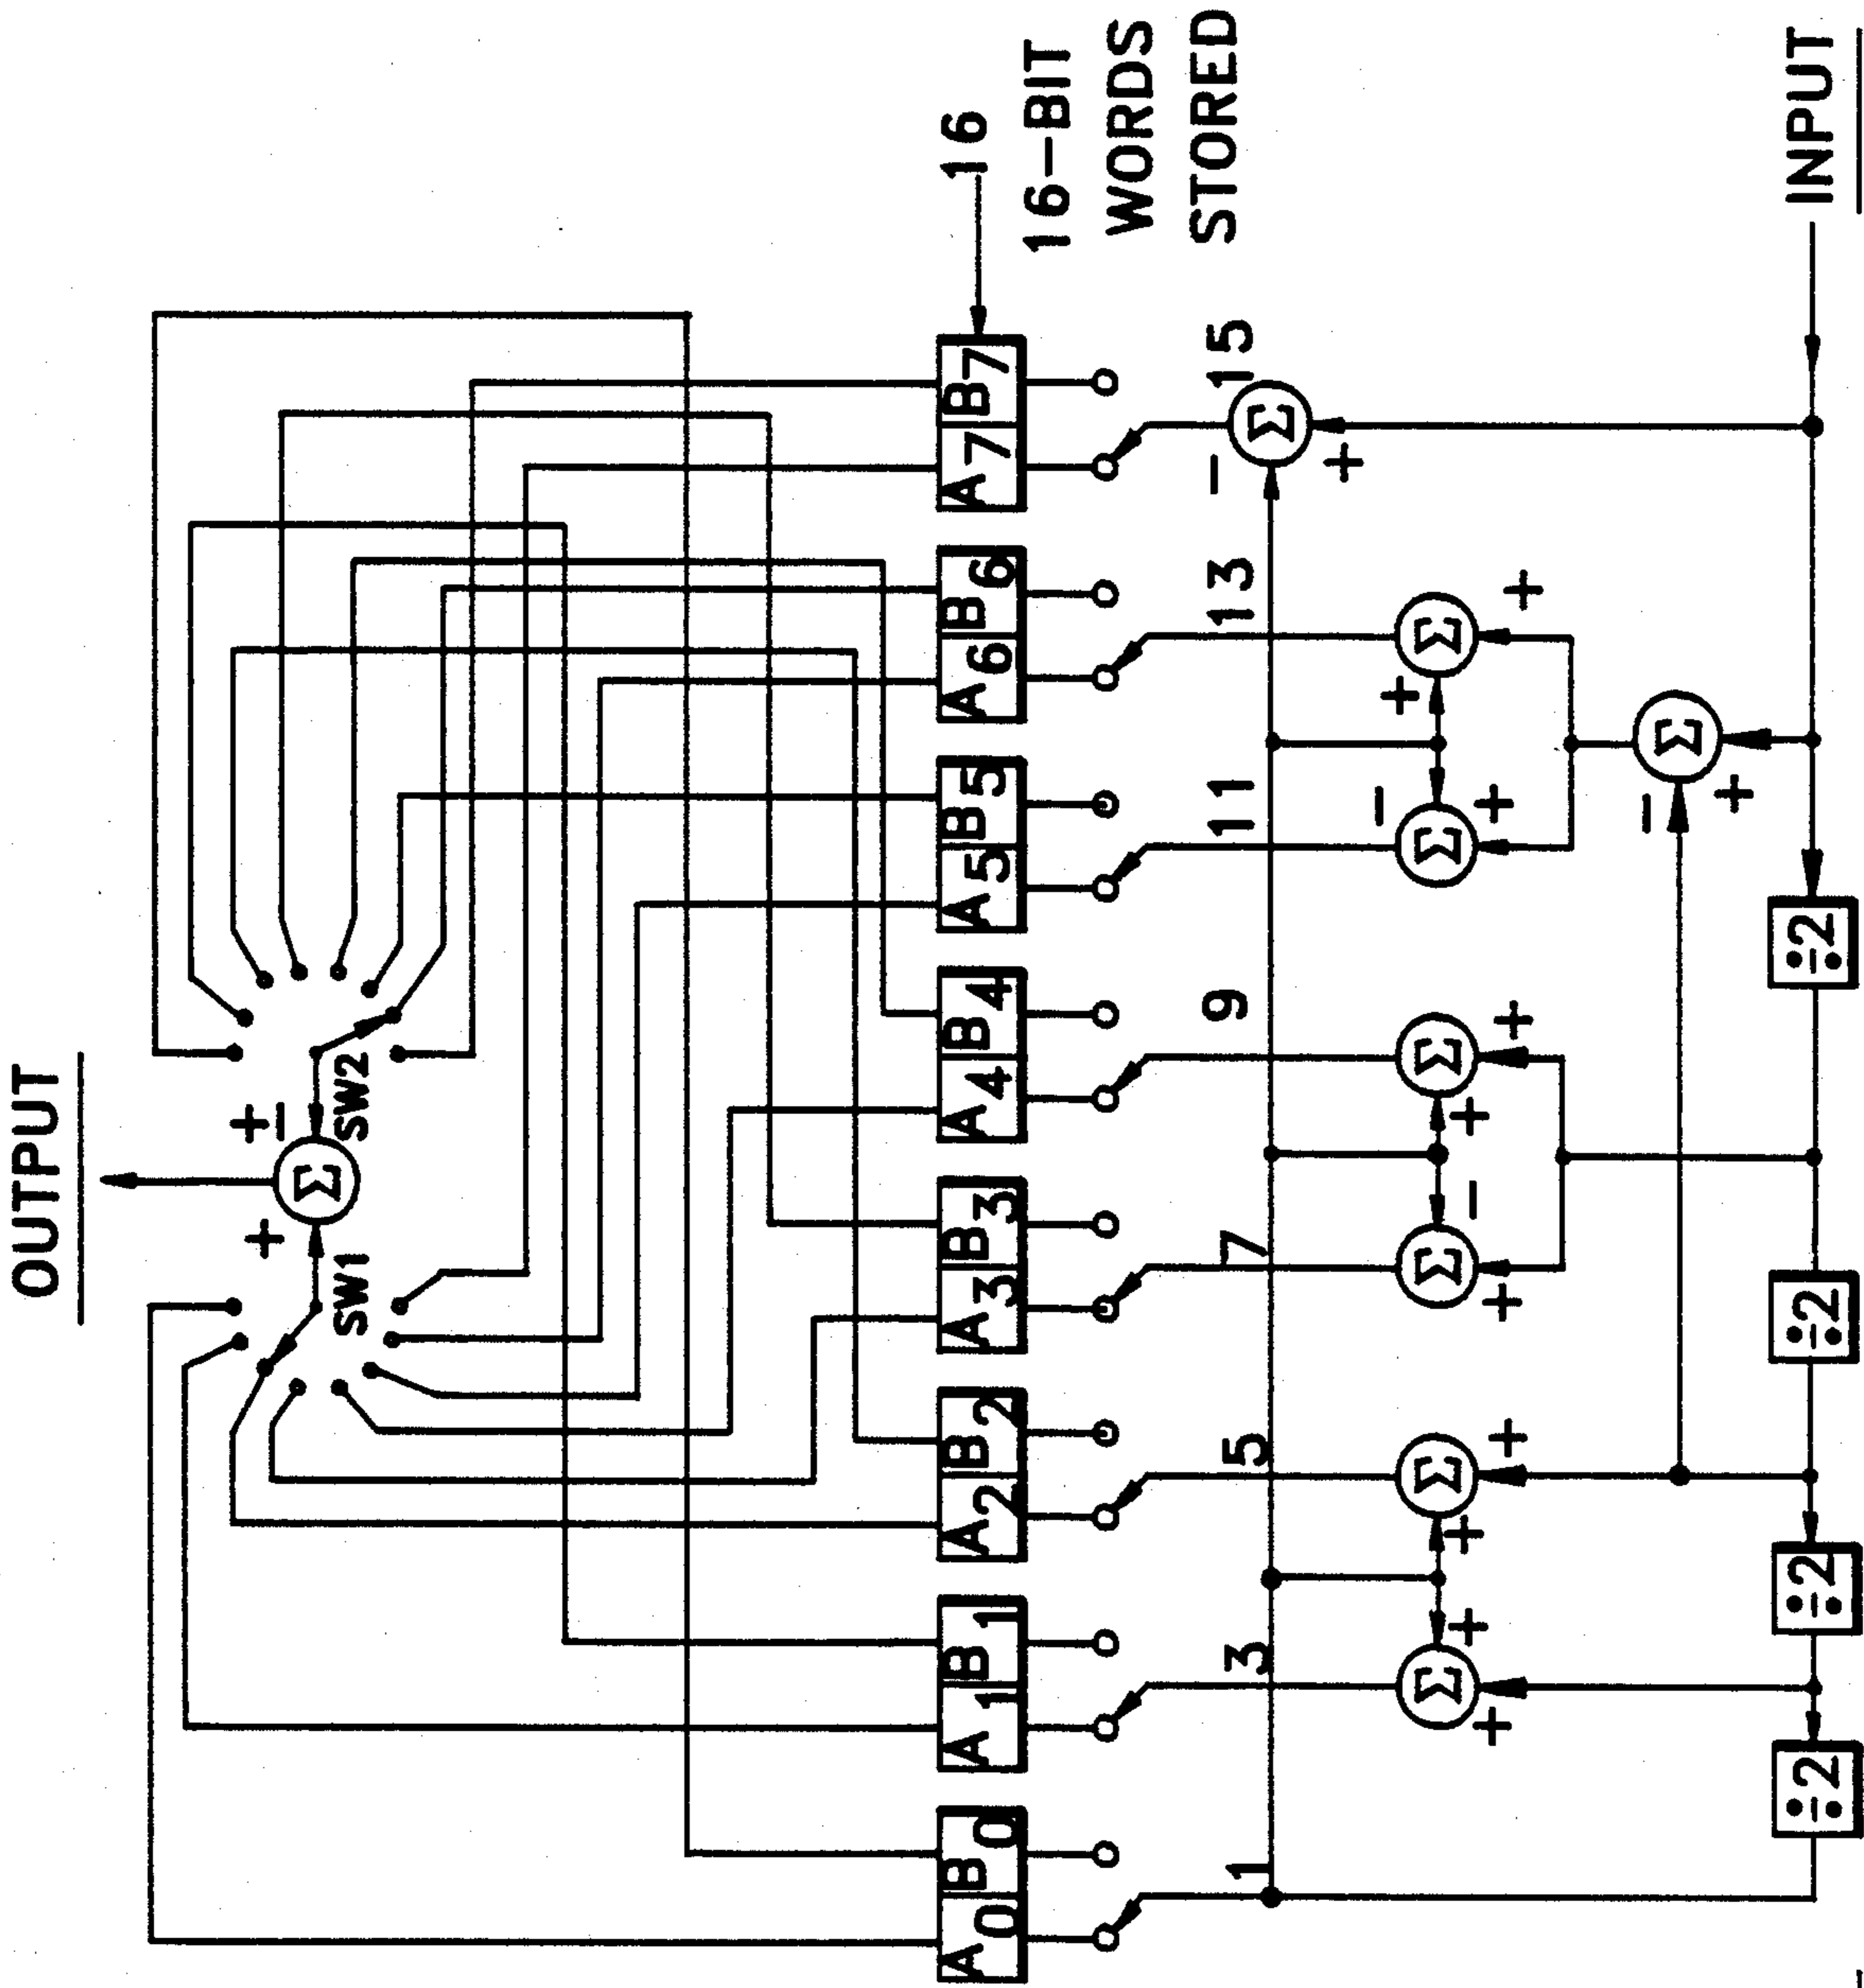 OUTPUT
+ + –
Σ
SW1 SW2
A0 B0 A1 B1 A2 B2 A3 B3 A4 B4 A5 B5 A6 B6 A7 B7
16
16-BIT
WORDS
STORED
1 3 5 7 9 11 13 15
– Σ +
Σ + + Σ Σ – + Σ Σ – + Σ
+ + + + + +
– Σ +
÷2 ÷2 ÷2 ÷2
INPUT